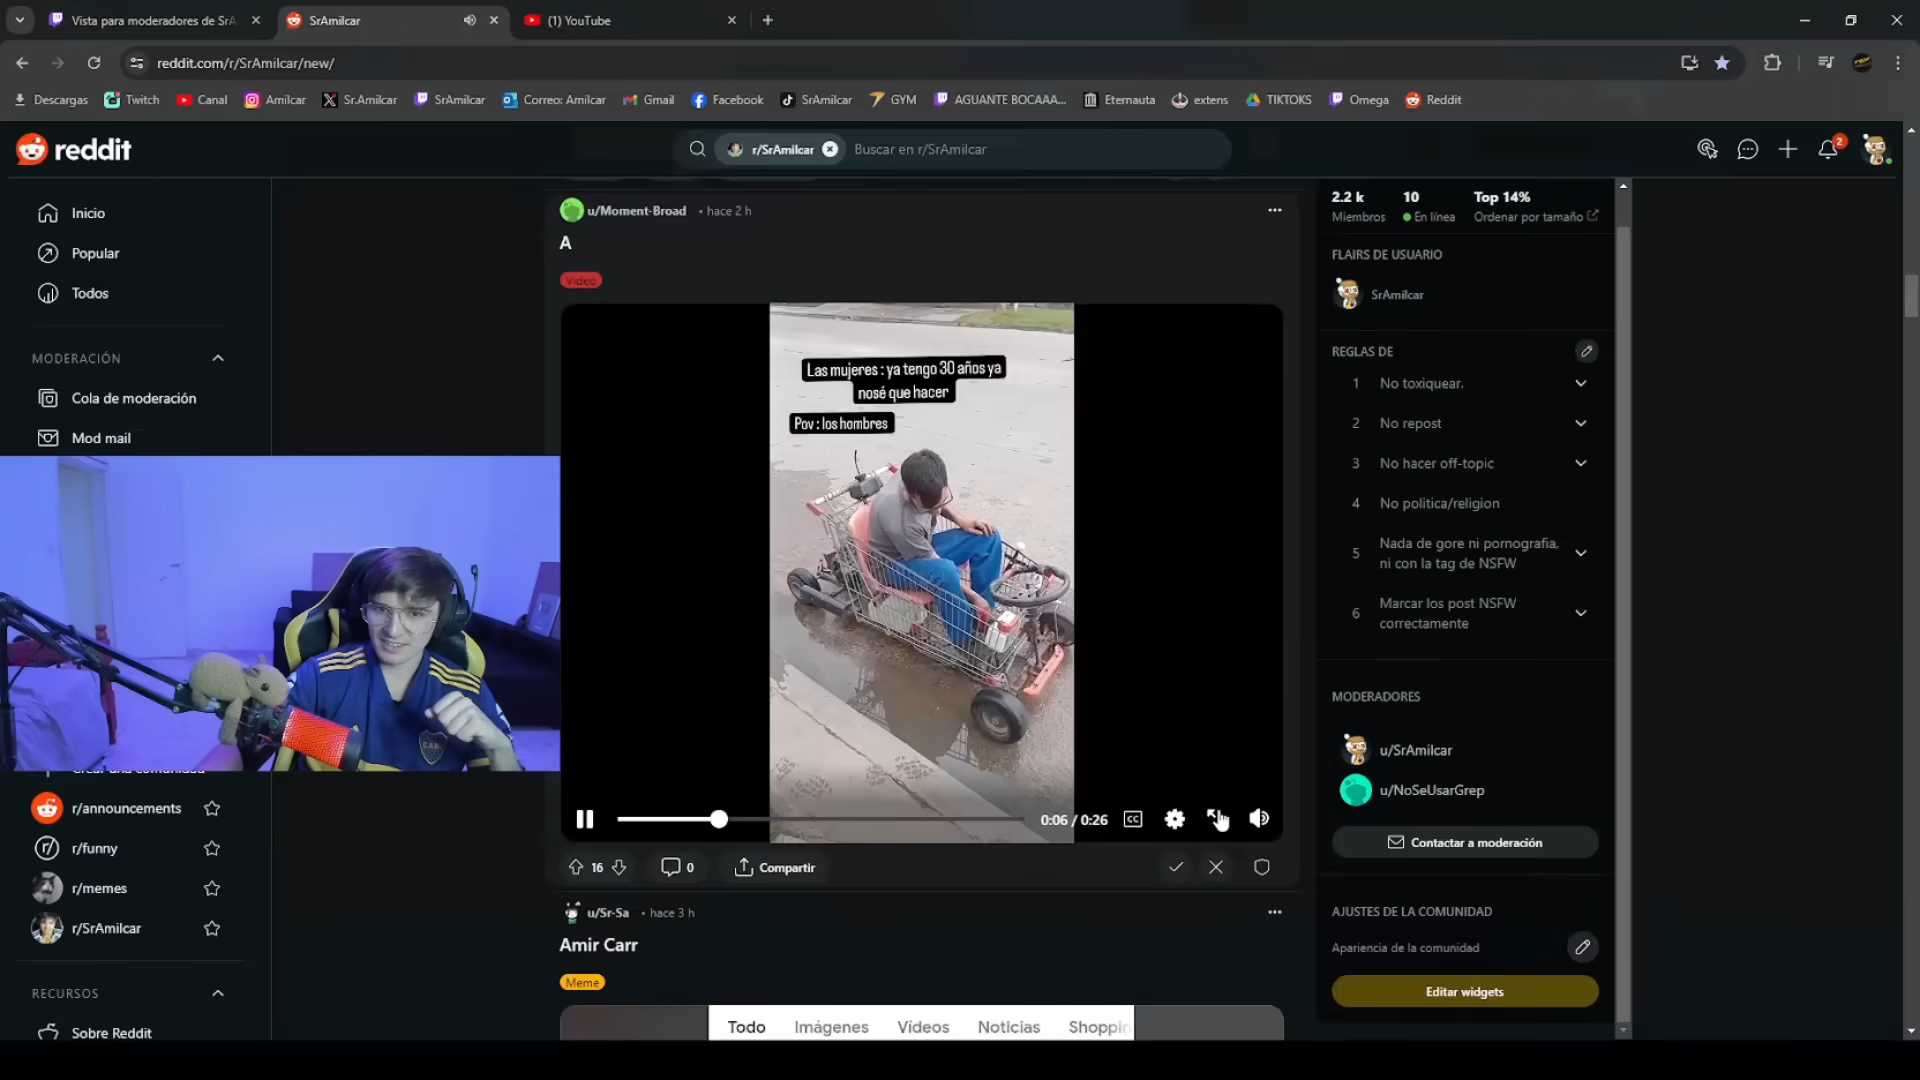 Vista para moderadores de SrA
SrAmilcar
(1) YouTube
reddit.com/r/SrAmilcar/new/
Descargas
Twitch
Canal
Amilcar
Sr.Amilcar
SrAmilcar
Correo: Amilcar
Gmail
Facebook
SrAmilcar
GYM
AGUANTE BOCAAA...
Eternauta
extens
TIKTOKS
Omega
Reddit
reddit
r/SrAmilcar
Buscar en r/SrAmilcar
2
Inicio
Popular
Todos
MODERACIÓN
Cola de moderación
Mod mail
r/announcements
r/funny
r/memes
r/SrAmilcar
RECURSOS
Sobre Reddit
u/Moment-Broad • hace 2 h
A
Video
Las mujeres : ya tengo 30 años ya
nosé que hacer
Pov : los hombres
0:06 / 0:26
CC
16
0
Compartir
u/Sr-Sa • hace 3 h
Amir Carr
Meme
Todo
Imágenes
Vídeos
Noticias
Shoppin
2.2 k
Miembros
10
En línea
Top 14%
Ordenar por tamaño
FLAIRS DE USUARIO
SrAmilcar
REGLAS DE
1 No toxiquear.
2 No repost
3 No hacer off-topic
4 No politica/religion
5 Nada de gore ni pornografia,
ni con la tag de NSFW
6 Marcar los post NSFW
correctamente
MODERADORES
u/SrAmilcar
u/NoSeUsarGrep
Contactar a moderación
AJUSTES DE LA COMUNIDAD
Apariencia de la comunidad
Editar widgets